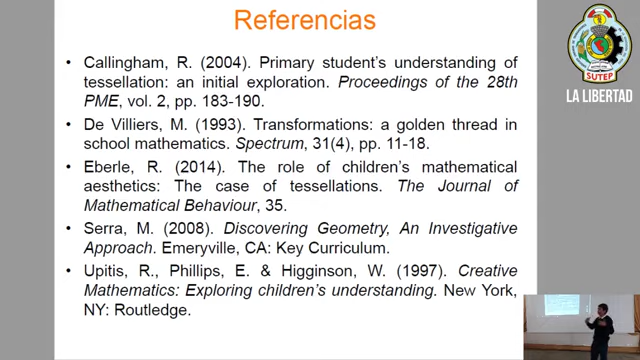 Referencias
• Callingham, R. (2004). Primary student's understanding of
tessellation: an initial exploration. Proceedings of the 28th
PME, vol. 2, pp. 183-190.
• De Villiers, M. (1993). Transformations: a golden thread in
school mathematics. Spectrum, 31(4), pp. 11-18.
• Eberle, R. (2014). The role of children's mathematical
aesthetics: The case of tessellations. The Journal of
Mathematical Behaviour, 35.
• Serra, M. (2008). Discovering Geometry, An Investigative
Approach. Emeryville, CA: Key Curriculum.
• Upitis, R., Phillips, E. & Higginson, W. (1997). Creative
Mathematics: Exploring children's understanding. New York,
NY: Routledge.
SUTEP
LA LIBERTAD